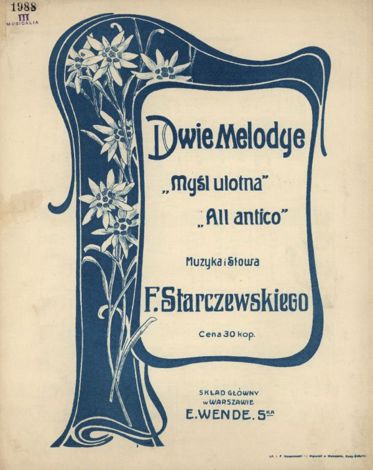 1988
III
MUSICALIA
Dwie Melodye
„Myśl ulotna”
„All antico”
Muzyka i Słowa
F. Starczewskiego
Cena 30 kop.
SKŁAD GŁÓWNY
W WARSZAWIE
E. WENDE. SKA